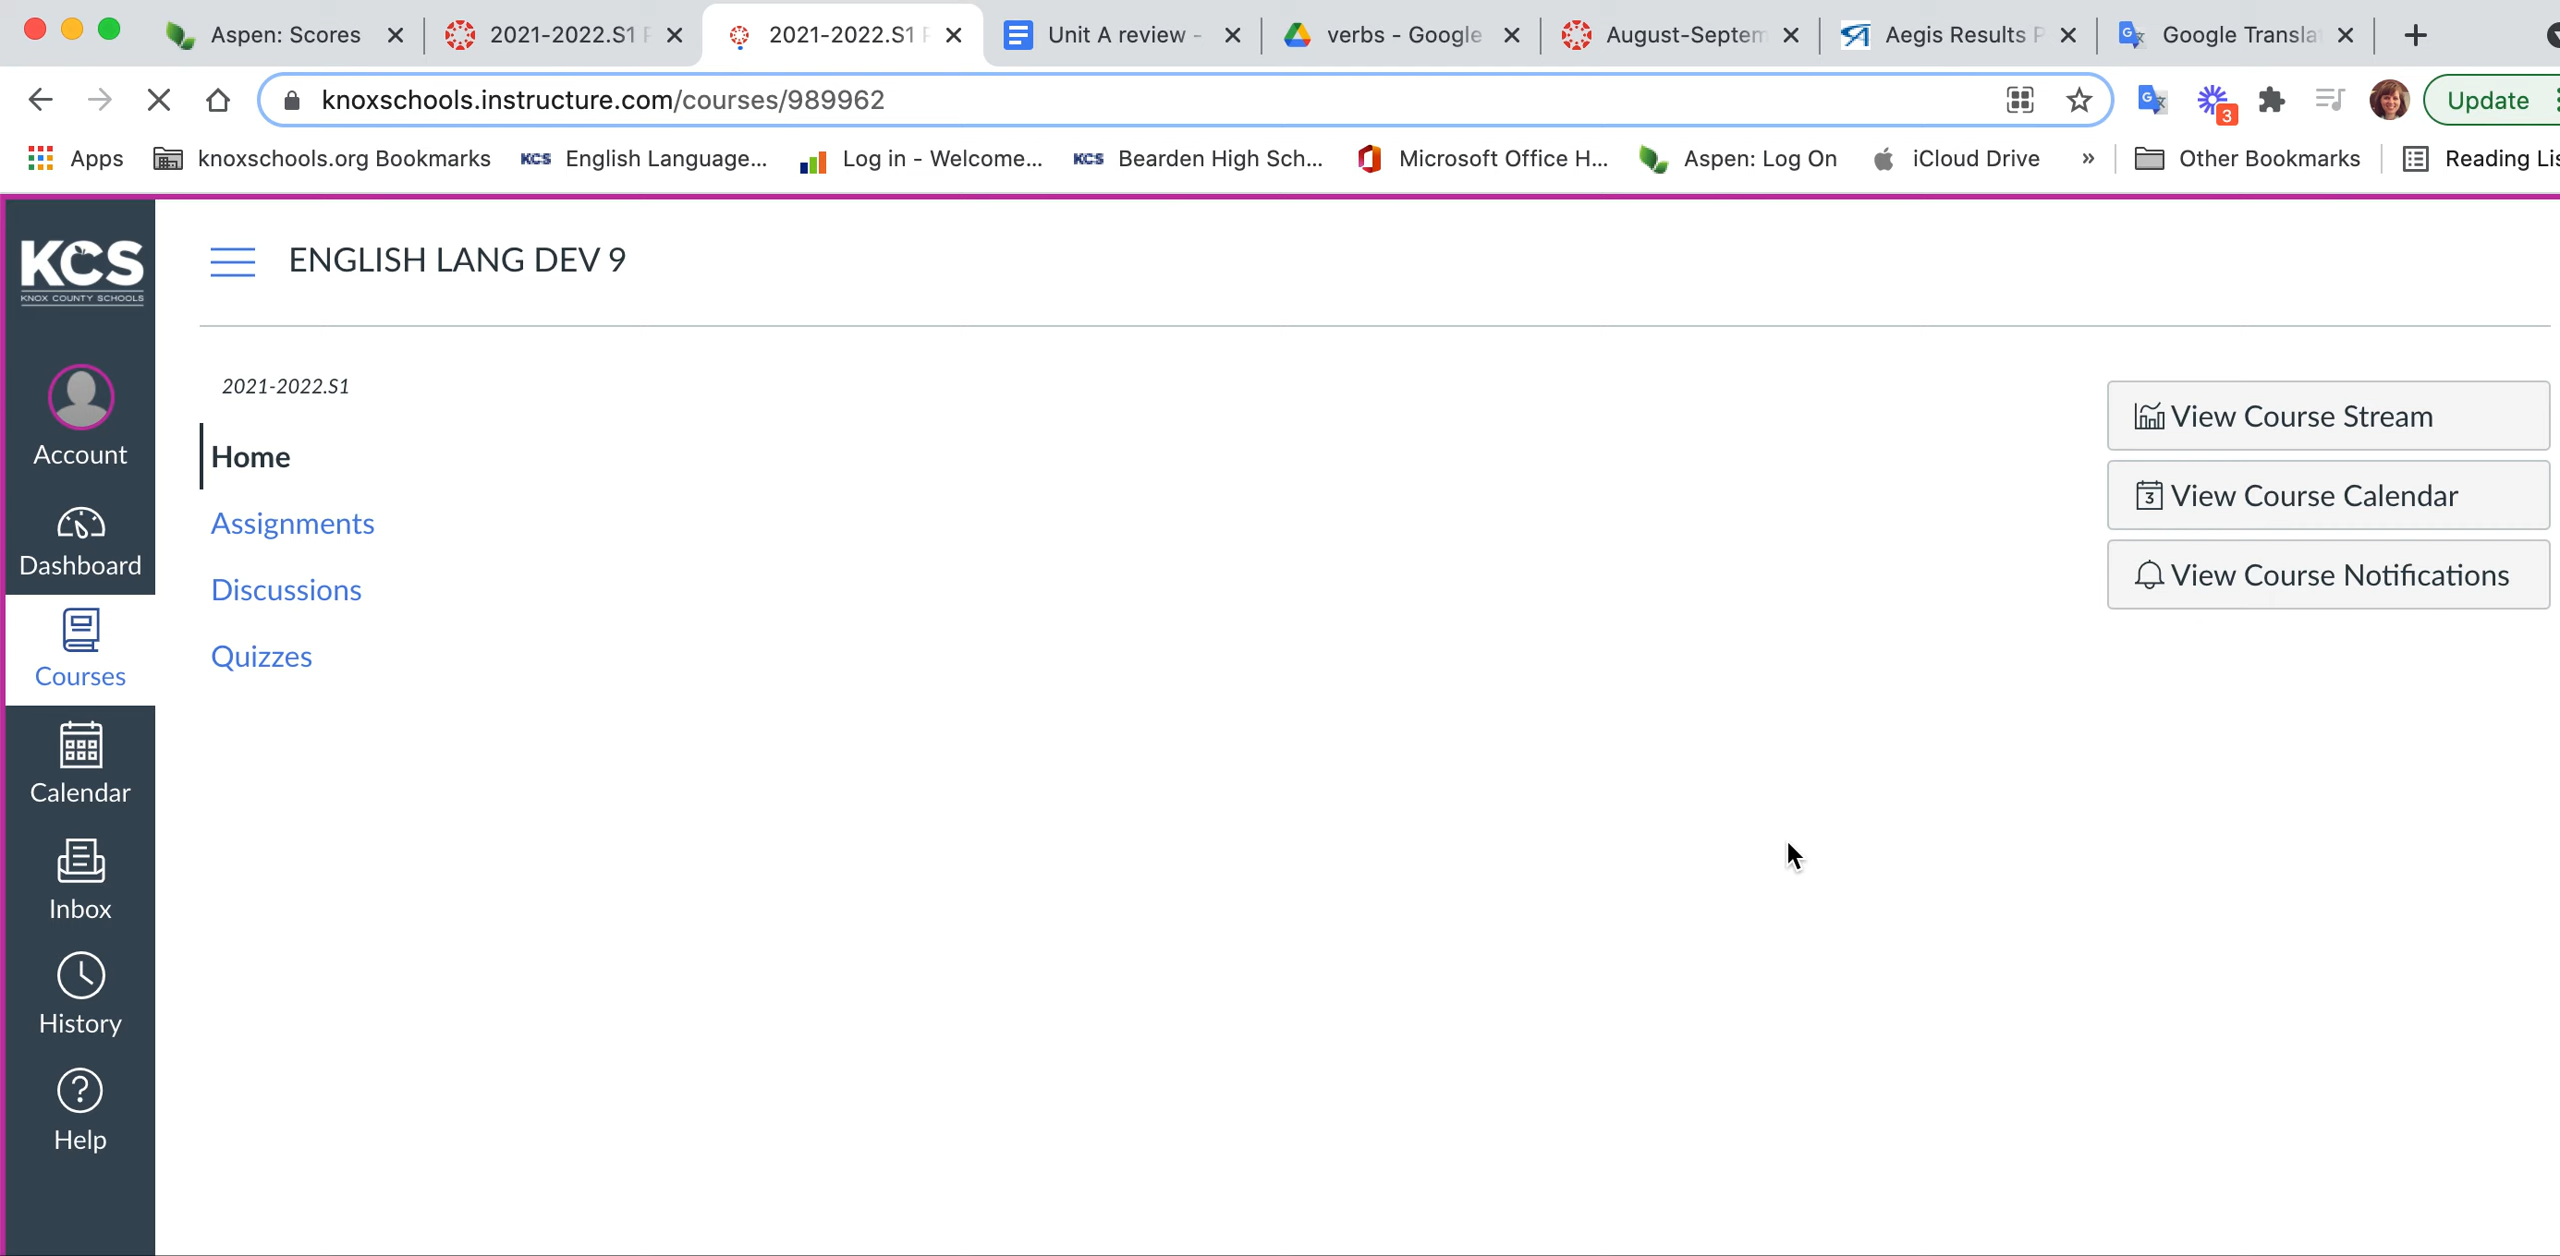 Aspen: Scores
2021-2022.S1
2021-2022.S1
Unit A review -
verbs - Google
August-Septem
Aegis Results
Google Transla
knoxschools.instructure.com/courses/989962
3
Update
Apps
knoxschools.org Bookmarks
KCS English Language...
Log in - Welcome...
KCS Bearden High Sch...
Microsoft Office H...
Aspen: Log On
iCloud Drive
»
Other Bookmarks
Reading Lis
KCS
KNOX COUNTY SCHOOLS
ENGLISH LANG DEV 9
Account
Dashboard
Courses
Calendar
Inbox
History
Help
2021-2022.S1
Home
Assignments
Discussions
Quizzes
View Course Stream
3 View Course Calendar
View Course Notifications